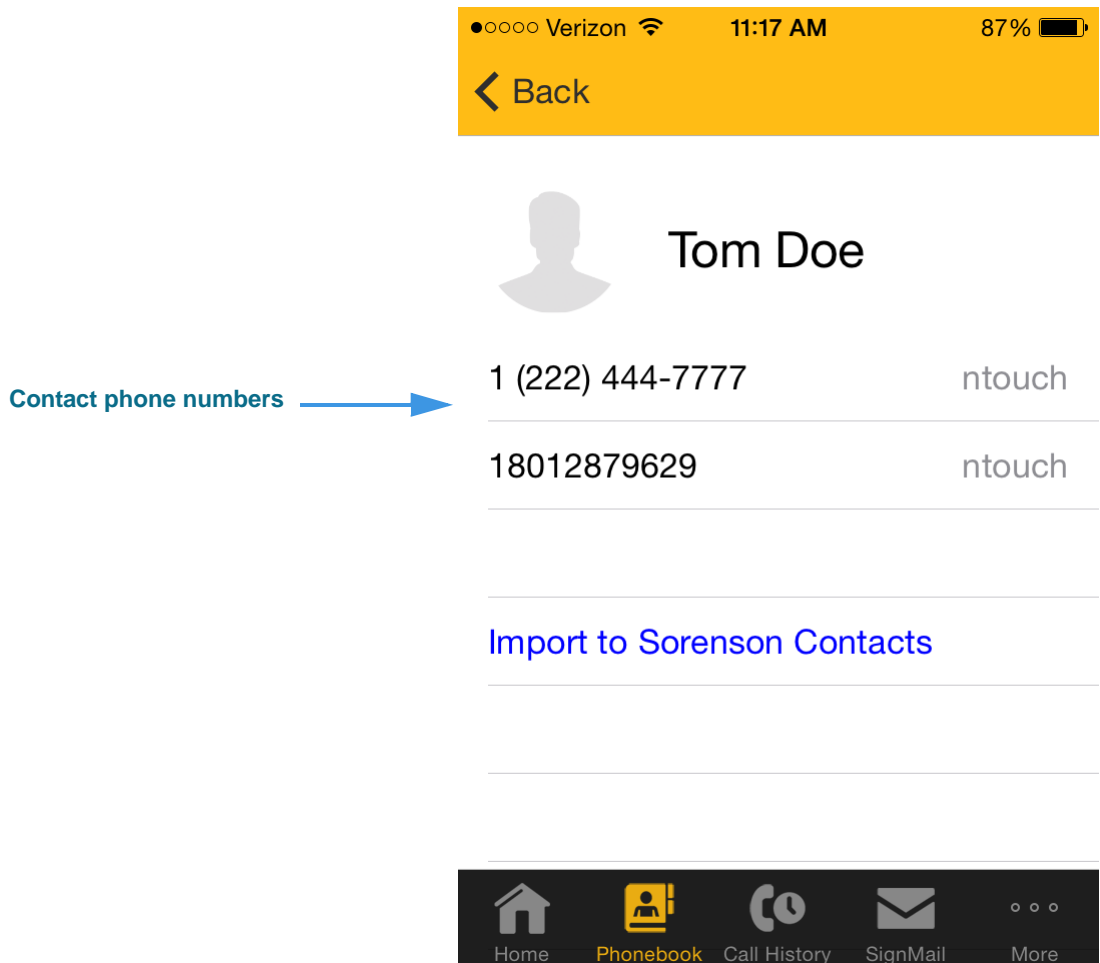 Verizon 11:17 AM 87%
Back
Tom Doe
1 (222) 444-7777 ntouch
Contact phone numbers
18012879629 ntouch
Import to Sorenson Contacts
Home Phonebook Call History SignMail More